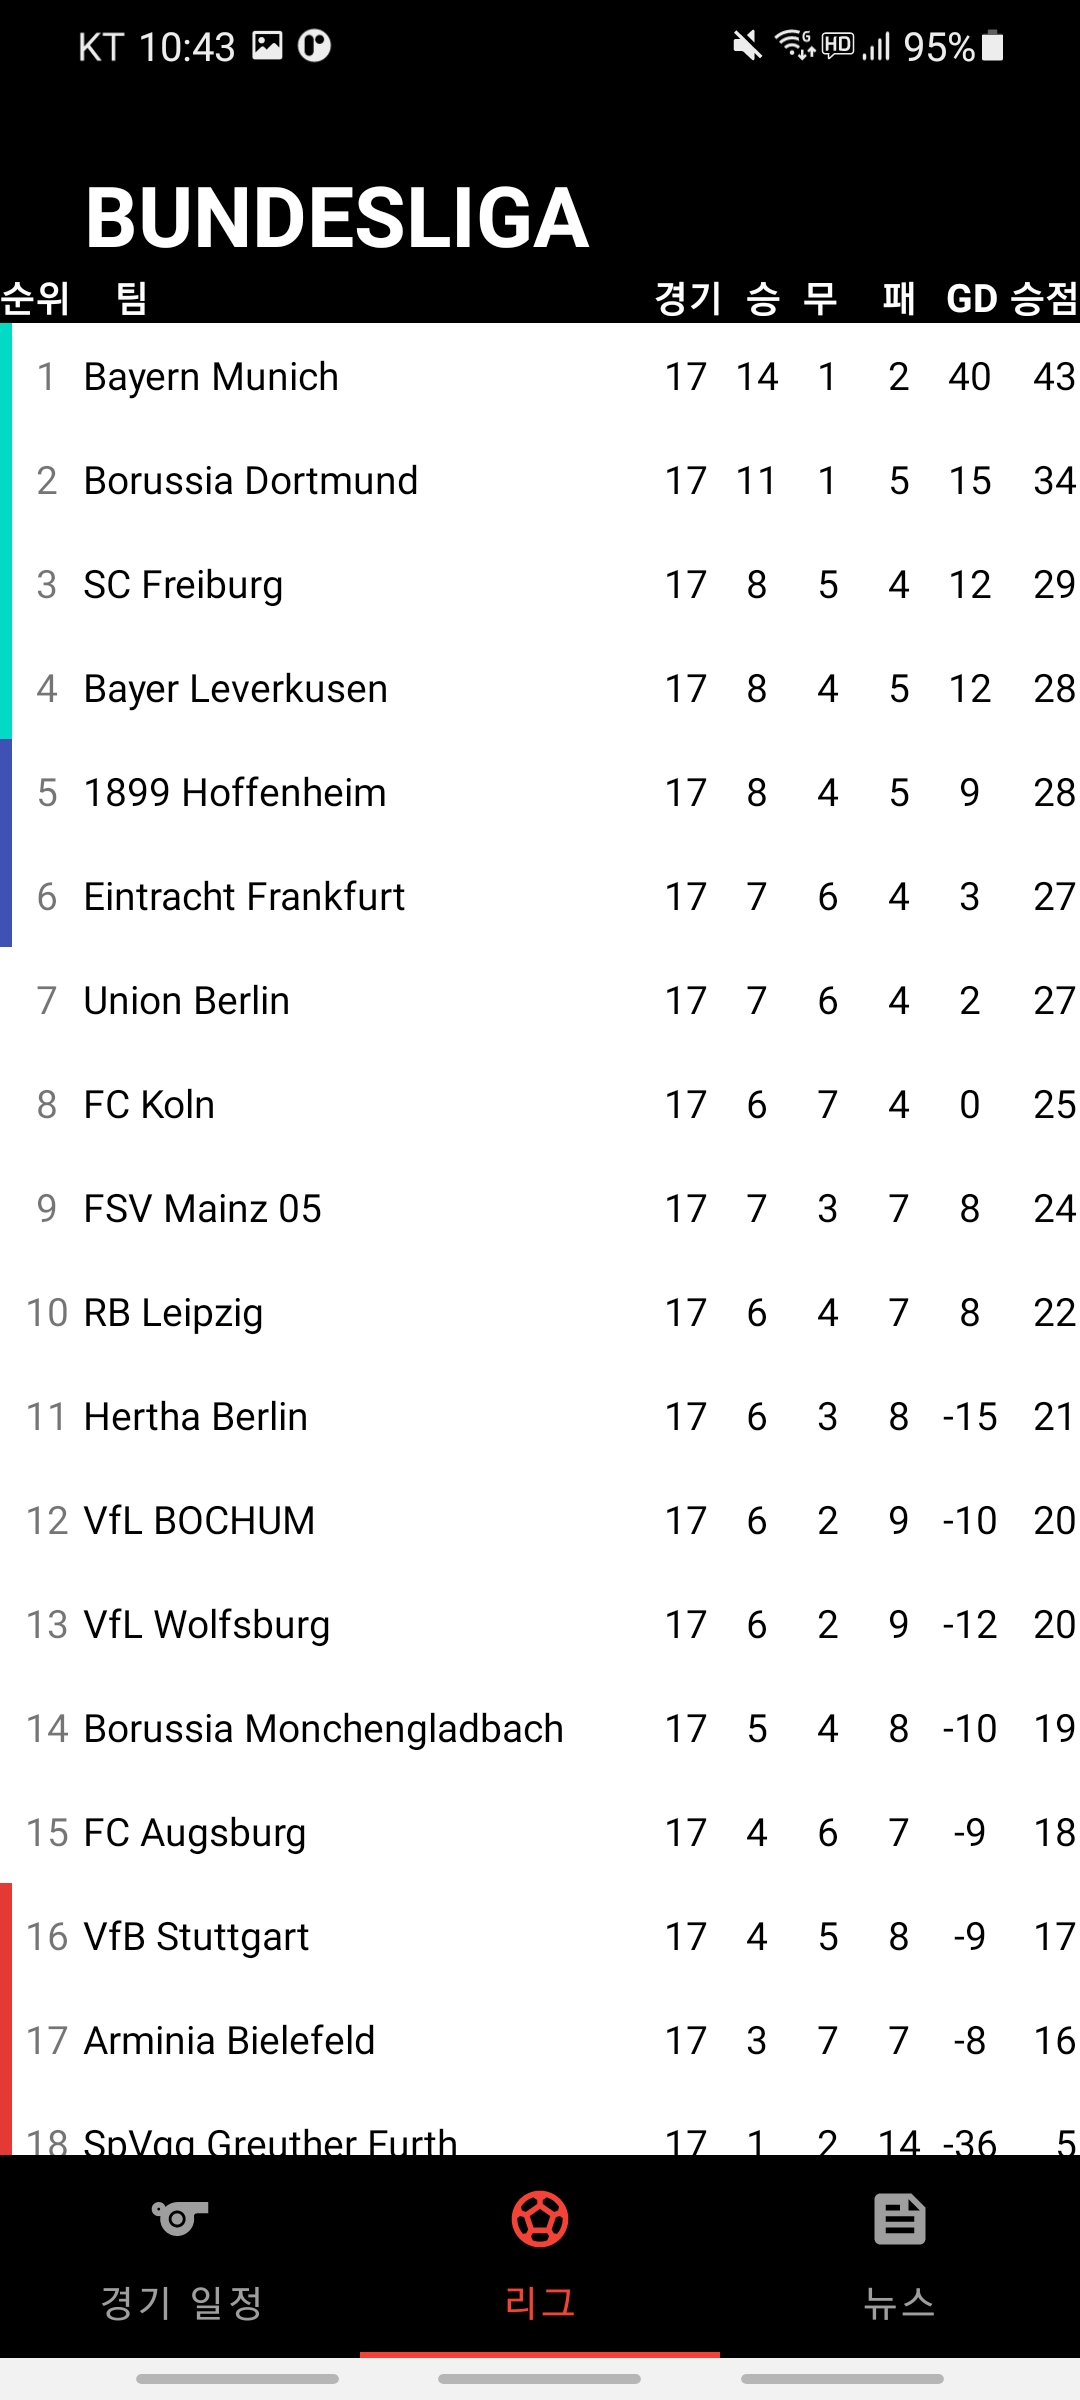 KT 10:43 HD 95%
BUNDESLIGA
순위 팀 경기 승 무 패 GD 승점
1 Bayern Munich 17 14 1 2 40 43
2 Borussia Dortmund 17 11 1 5 15 34
3 SC Freiburg 17 8 5 4 12 29
4 Bayer Leverkusen 17 8 4 5 12 28
5 1899 Hoffenheim 17 8 4 5 9 28
6 Eintracht Frankfurt 17 7 6 4 3 27
7 Union Berlin 17 7 6 4 2 27
8 FC Koln 17 6 7 4 0 25
9 FSV Mainz 05 17 7 3 7 8 24
10 RB Leipzig 17 6 4 7 8 22
11 Hertha Berlin 17 6 3 8 -15 21
12 VfL BOCHUM 17 6 2 9 -10 20
13 VfL Wolfsburg 17 6 2 9 -12 20
14 Borussia Monchengladbach 17 5 4 8 -10 19
15 FC Augsburg 17 4 6 7 -9 18
16 VfB Stuttgart 17 4 5 8 -9 17
17 Arminia Bielefeld 17 3 7 7 -8 16
18 SpVgg Greuther Furth 17 1 2 14 -36 5
경기 일정 리그 뉴스